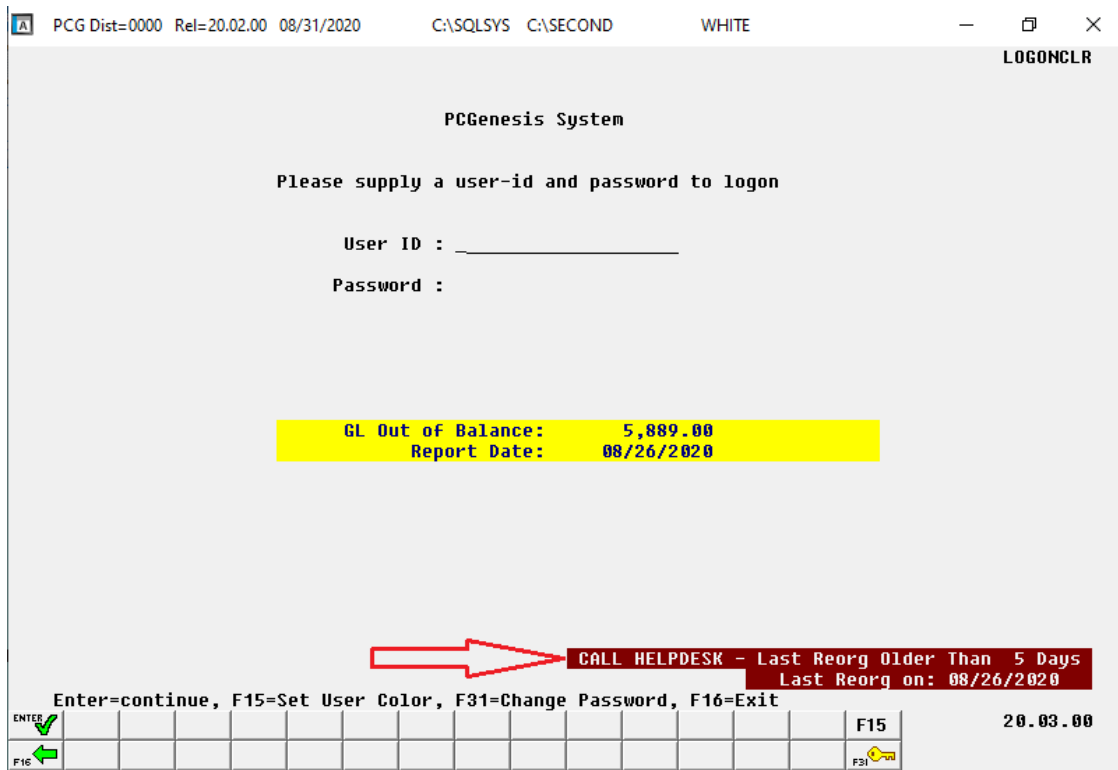 A PCG Dist=0000 Rel=20.02.00 08/31/2020 C:\SQLSYS C:\SECOND WHITE
LOGONCLR
PCGenesis System
Please supply a user-id and password to logon
User ID : _
Password :
GL Out of Balance: 5,889.00
Report Date: 08/26/2020
CALL HELPDESK - Last Reorg Older Than 5 Days
Last Reorg on: 08/26/2020
Enter=continue, F15=Set User Color, F31=Change Password, F16=Exit
ENTER F15 20.03.00
F16 F31